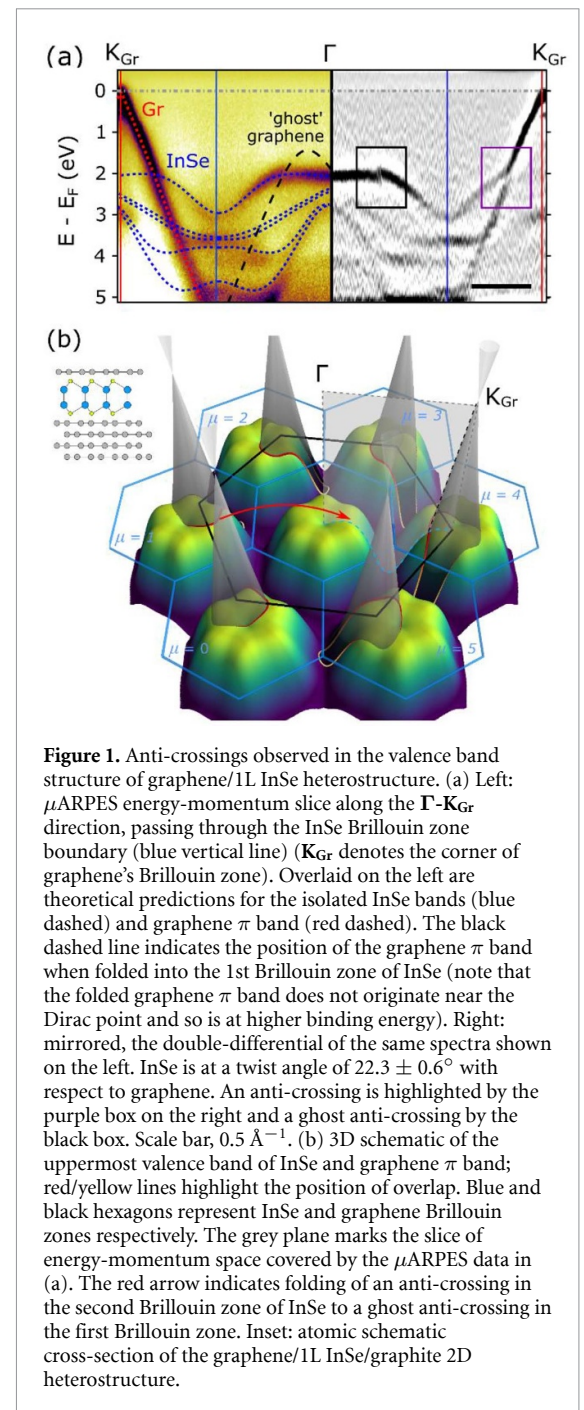 (a)
K_Gr Γ K_Gr
0
1
2
3
4
5
E - E_F (eV)
Gr
InSe
'ghost'
graphene
(b)
Γ
K_Gr
μ = 2
μ = 3
μ = 1
μ = 4
μ = 0
μ = 5
Figure 1. Anti-crossings observed in the valence band
structure of graphene/1L InSe heterostructure. (a) Left:
μARPES energy-momentum slice along the Γ-K_Gr
direction, passing through the InSe Brillouin zone
boundary (blue vertical line) (K_Gr denotes the corner of
graphene's Brillouin zone). Overlaid on the left are
theoretical predictions for the isolated InSe bands (blue
dashed) and graphene π band (red dashed). The black
dashed line indicates the position of the graphene π band
when folded into the 1st Brillouin zone of InSe (note that
the folded graphene π band does not originate near the
Dirac point and so is at higher binding energy). Right:
mirrored, the double-differential of the same spectra shown
on the left. InSe is at a twist angle of 22.3 ± 0.6° with
respect to graphene. An anti-crossing is highlighted by the
purple box on the right and a ghost anti-crossing by the
black box. Scale bar, 0.5 Å⁻¹. (b) 3D schematic of the
uppermost valence band of InSe and graphene π band;
red/yellow lines highlight the position of overlap. Blue and
black hexagons represent InSe and graphene Brillouin
zones respectively. The grey plane marks the slice of
energy-momentum space covered by the μARPES data in
(a). The red arrow indicates folding of an anti-crossing in
the second Brillouin zone of InSe to a ghost anti-crossing in
the first Brillouin zone. Inset: atomic schematic
cross-section of the graphene/1L InSe/graphite 2D
heterostructure.